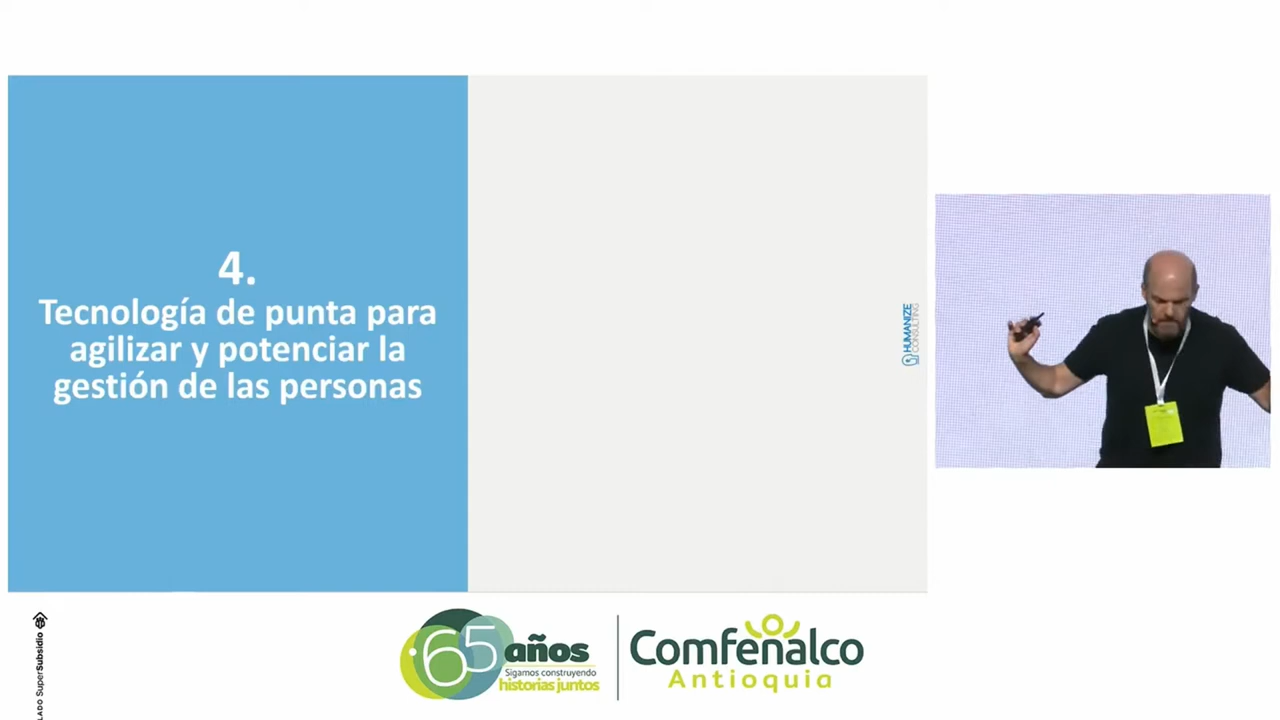 4.
Tecnología de punta para
agilizar y potenciar la
gestión de las personas
HUMANIZE
CONSULTING
LADO SuperSubsidio
65 años
Sigamos construyendo
historias juntos
Comfenalco
Antioquia